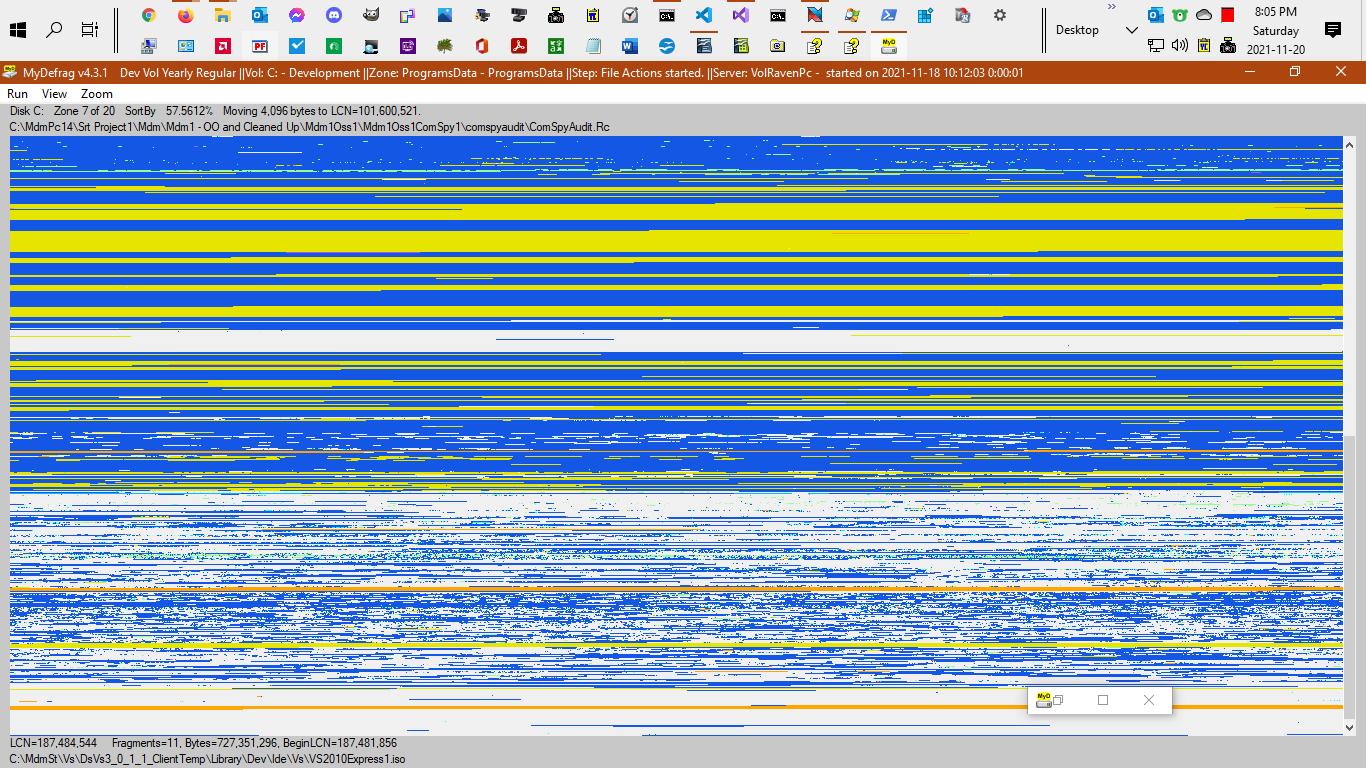 8:05 PM
Desktop
Saturday
2021-11-20
MyDefrag v4.3.1 Dev Vol Yearly Regular ||Vol: C: - Development ||Zone: ProgramsData - ProgramsData ||Step: File Actions started. ||Server: VolRavenPc - started on 2021-11-18 10:12:03 0:00:01
Run View Zoom
Disk C: Zone 7 of 20 SortBy 57.5612% Moving 4,096 bytes to LCN=101,600,521.
C:\MdmPc14\Srt Project1\Mdm\Mdm1 - OO and Cleaned Up\Mdm1Oss1\Mdm1Oss1ComSpy1\comspyaudit\ComSpyAudit.Rc
MyD
LCN=187,484,544 Fragments=11, Bytes=727,351,296, BeginLCN=187,481,856
C:\MdmSt\Vs\DsVs3_0_1_1_ClientTemp\Library\Dev\Ide\Vs\VS2010Express1.iso